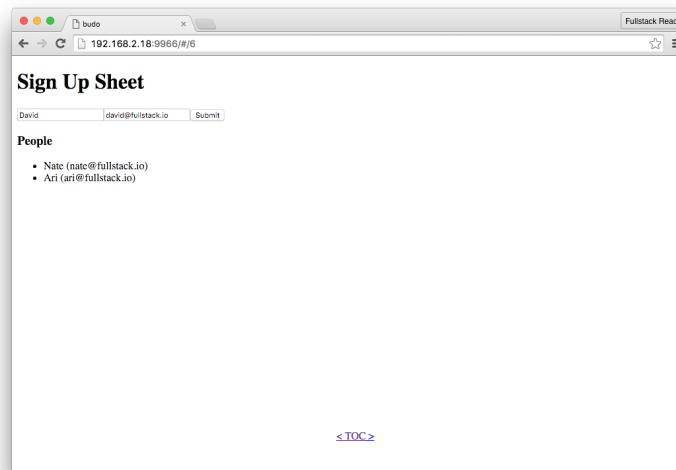 budo
Fullstack Reac
192.168.2.18:9966/#/6
Sign Up Sheet
David david@fullstack.io Submit
People
Nate (nate@fullstack.io)
Ari (ari@fullstack.io)
< TOC >